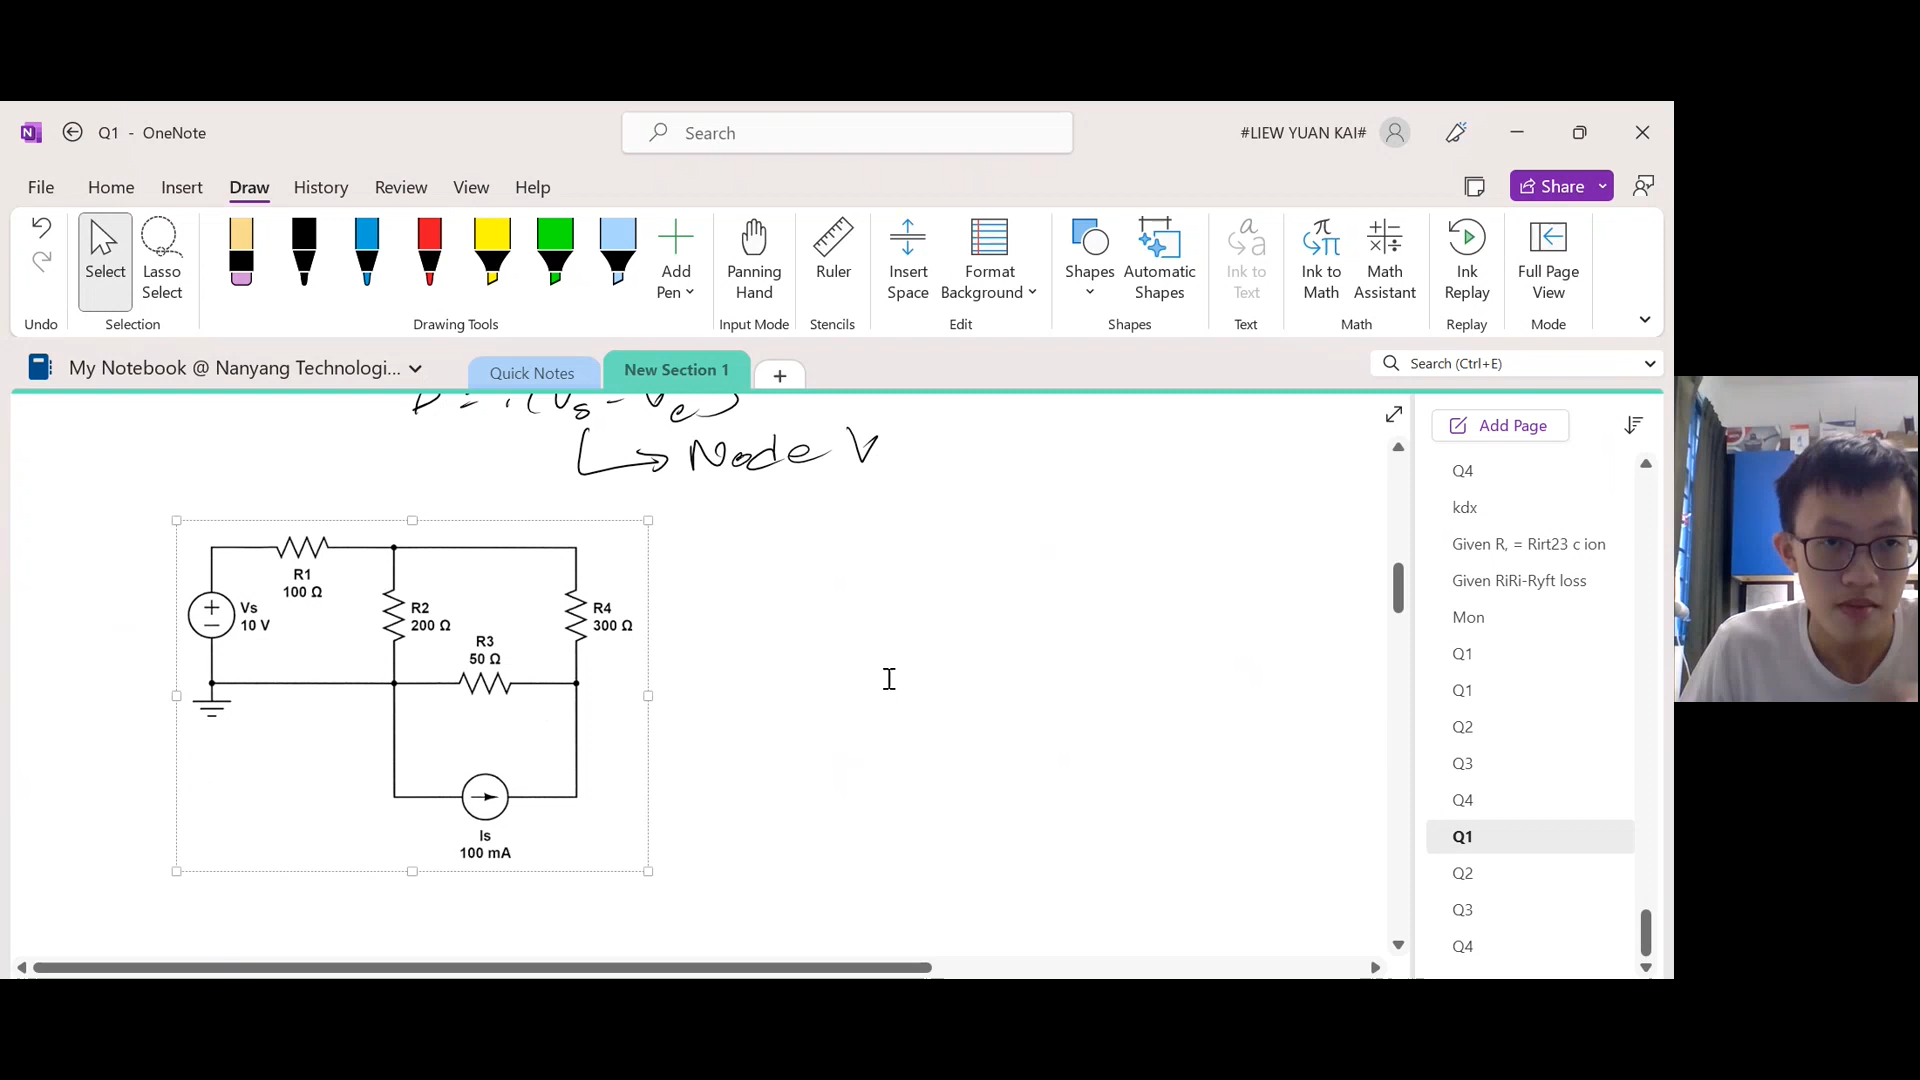 Q1 - OneNote
Search
#LIEW YUAN KAI#
File Home Insert Draw History Review View Help
Share
Undo
Select
Lasso Select
Selection
Drawing Tools
Add Pen
Panning Hand
Input Mode
Ruler
Stencils
Insert Space
Format Background
Edit
Shapes
Automatic Shapes
Shapes
Ink to Text
Text
Ink to Math
Math Assistant
Math
Ink Replay
Replay
Full Page View
Mode
My Notebook @ Nanyang Technologi...
Quick Notes
New Section 1
Search (Ctrl+E)
Node V
R1
100 Ω
Vs
10 V
R2
200 Ω
R3
50 Ω
R4
300 Ω
Is
100 mA
Add Page
Q4
kdx
Given R, = Rirt23 c ion
Given RiRi-Ryft loss
Mon
Q1
Q1
Q2
Q3
Q4
Q1
Q2
Q3
Q4